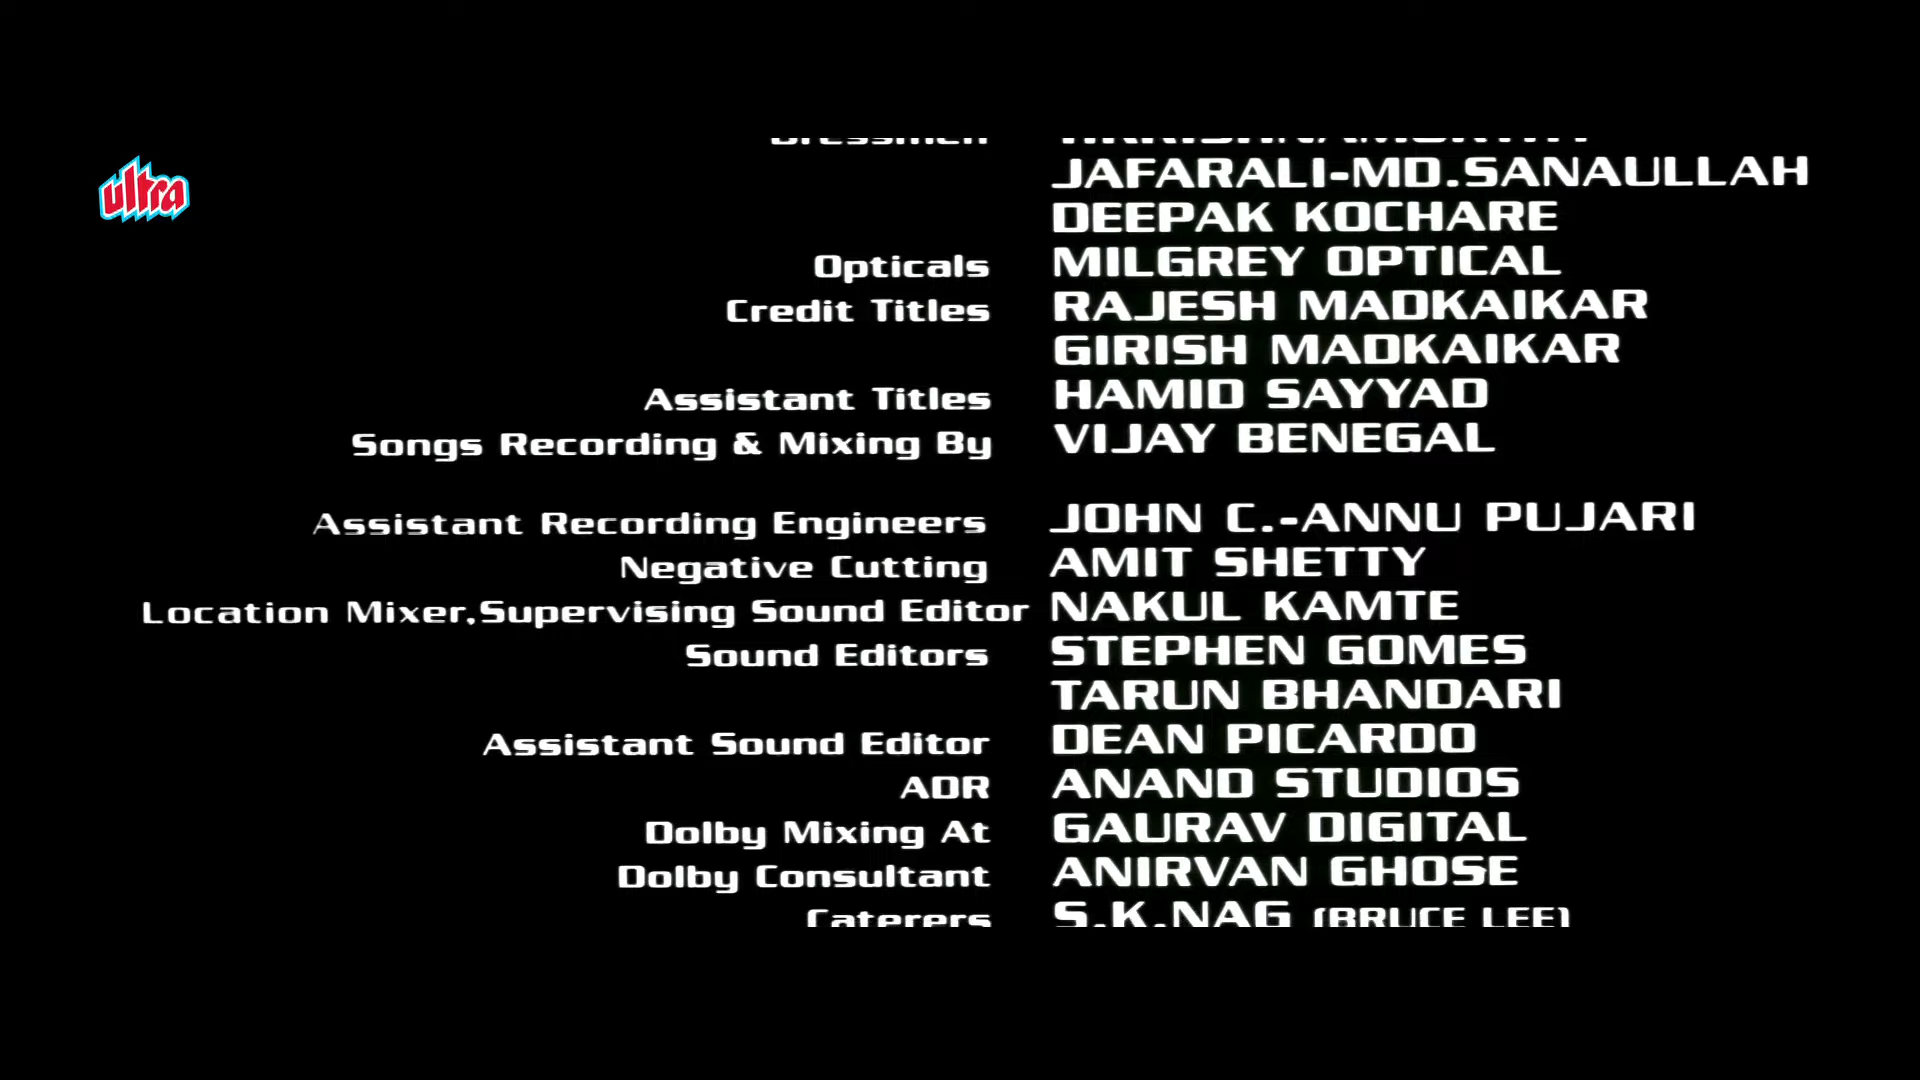 ultra
Dressmen
JAFARALI-MD.SANAULLAH
DEEPAK KOCHARE
Opticals MILGREY OPTICAL
Credit Titles RAJESH MADKAIKAR
GIRISH MADKAIKAR
Assistant Titles HAMID SAYYAD
Songs Recording & Mixing By VIJAY BENEGAL
Assistant Recording Engineers JOHN C.-ANNU PUJARI
Negative Cutting AMIT SHETTY
Location Mixer,Supervising Sound Editor NAKUL KAMTE
Sound Editors STEPHEN GOMES
TARUN BHANDARI
Assistant Sound Editor DEAN PICARDO
ADR ANAND STUDIOS
Dolby Mixing At GAURAV DIGITAL
Dolby Consultant ANIRVAN GHOSE
Caterers S.K.NAG (BRUCE LEE)